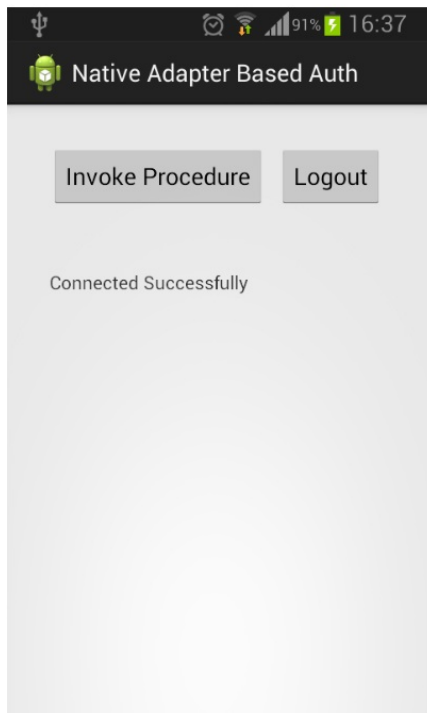 91% 16:37
Native Adapter Based Auth
Invoke Procedure Logout
Connected Successfully